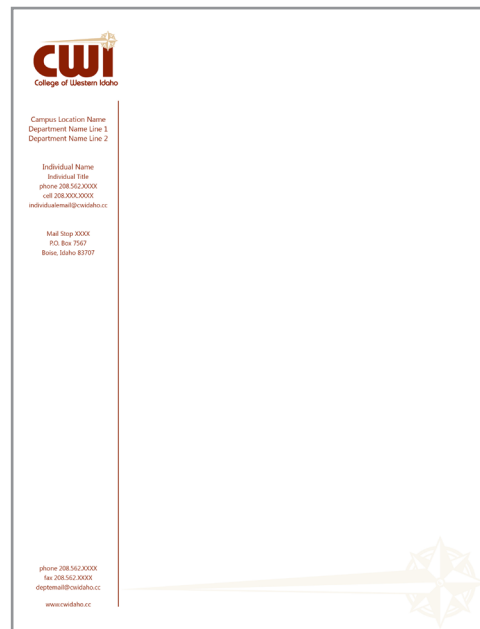 CWI
College of Western Idaho
Campus Location Name
Department Name Line 1
Department Name Line 2
Individual Name
Individual Title
phone 208.562.XXXX
cell 208.XXX.XXXX
individualemail@cwidaho.cc
Mail Stop XXXX
P.O. Box 7567
Boise, Idaho 83707
phone 208.562.XXXX
fax 208.562.XXXX
deptemail@cwidaho.cc
www.cwidaho.cc